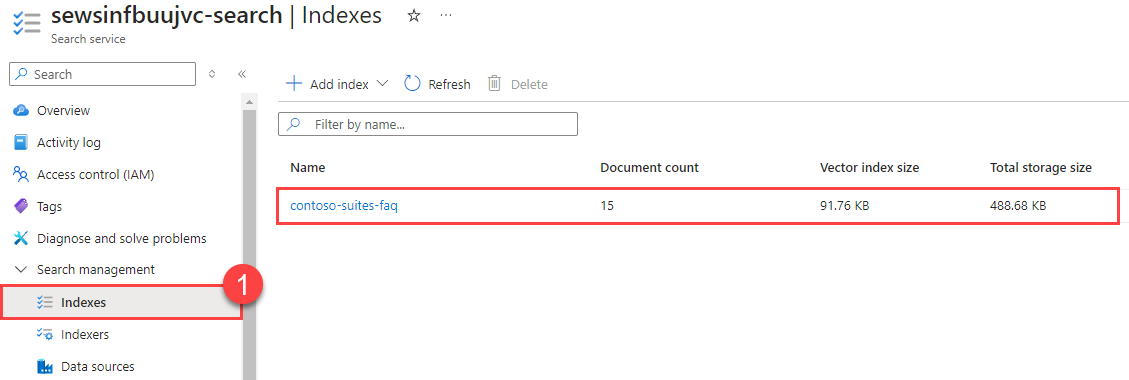 sewsinfbuujvc-search | Indexes
Search service
Search
Add index
Refresh
Delete
Overview
Filter by name...
Activity log
Name Document count Vector index size Total storage size
Access control (IAM)
contoso-suites-faq 15 91.76 KB 488.68 KB
Tags
Diagnose and solve problems
Search management
1
Indexes
Indexers
Data sources